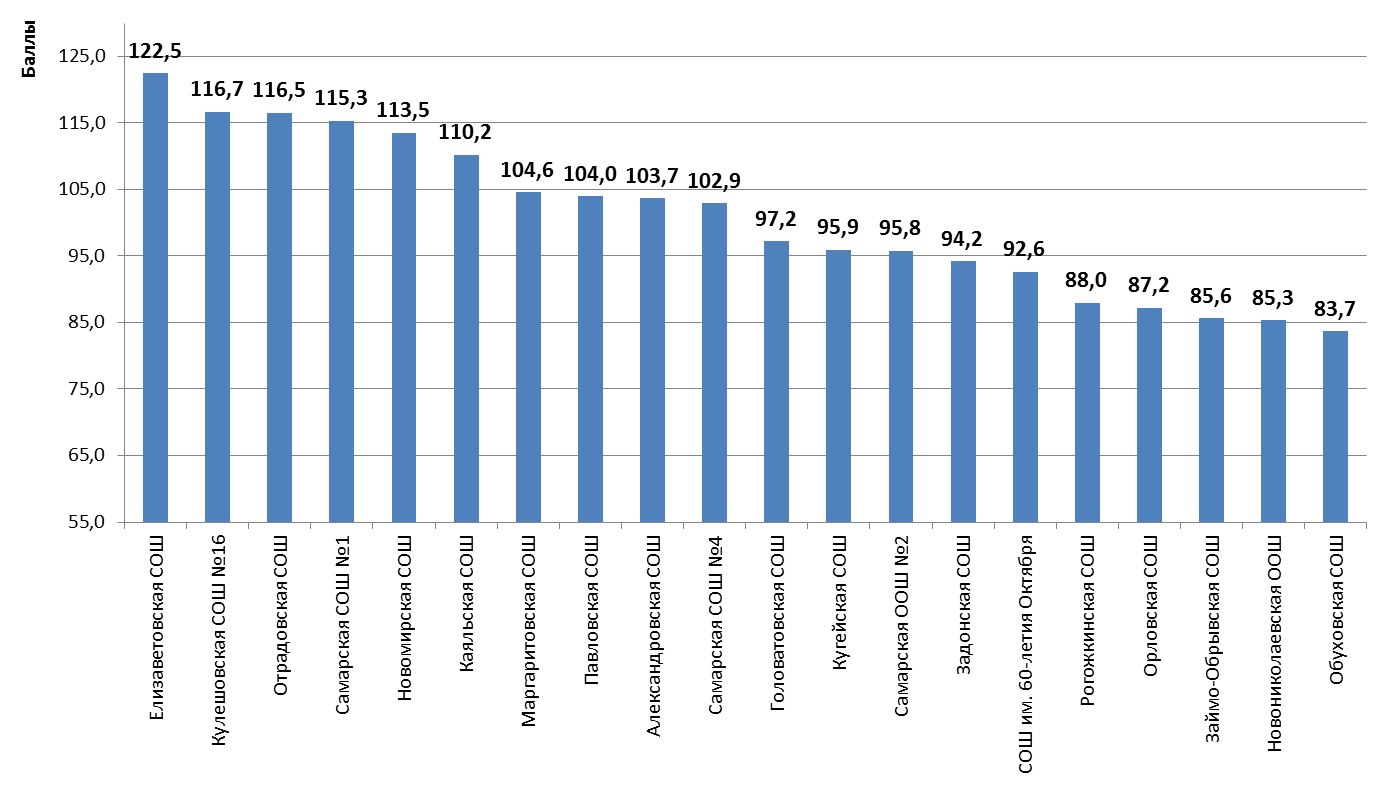 Баллы
125,0
115,0
105,0
95,0
85,0
75,0
65,0
55,0
122,5
116,7
116,5
115,3
113,5
110,2
104,6
104,0
103,7
102,9
97,2
95,9
95,8
94,2
92,6
88,0
87,2
85,6
85,3
83,7
Елизаветовская СОШ
Кулешовская СОШ №16
Отрадовская СОШ
Самарская СОШ №1
Новомирская СОШ
Каяльская СОШ
Маргаритовская СОШ
Павловская СОШ
Александровская СОШ
Самарская СОШ №4
Головатовская СОШ
Кугейская СОШ
Самарская ООШ №2
Задонская СОШ
СОШ им. 60-летия Октября
Рогожкинская СОШ
Орловская СОШ
Займо-Обрывская СОШ
Новониколаевская ООШ
Обуховская СОШ